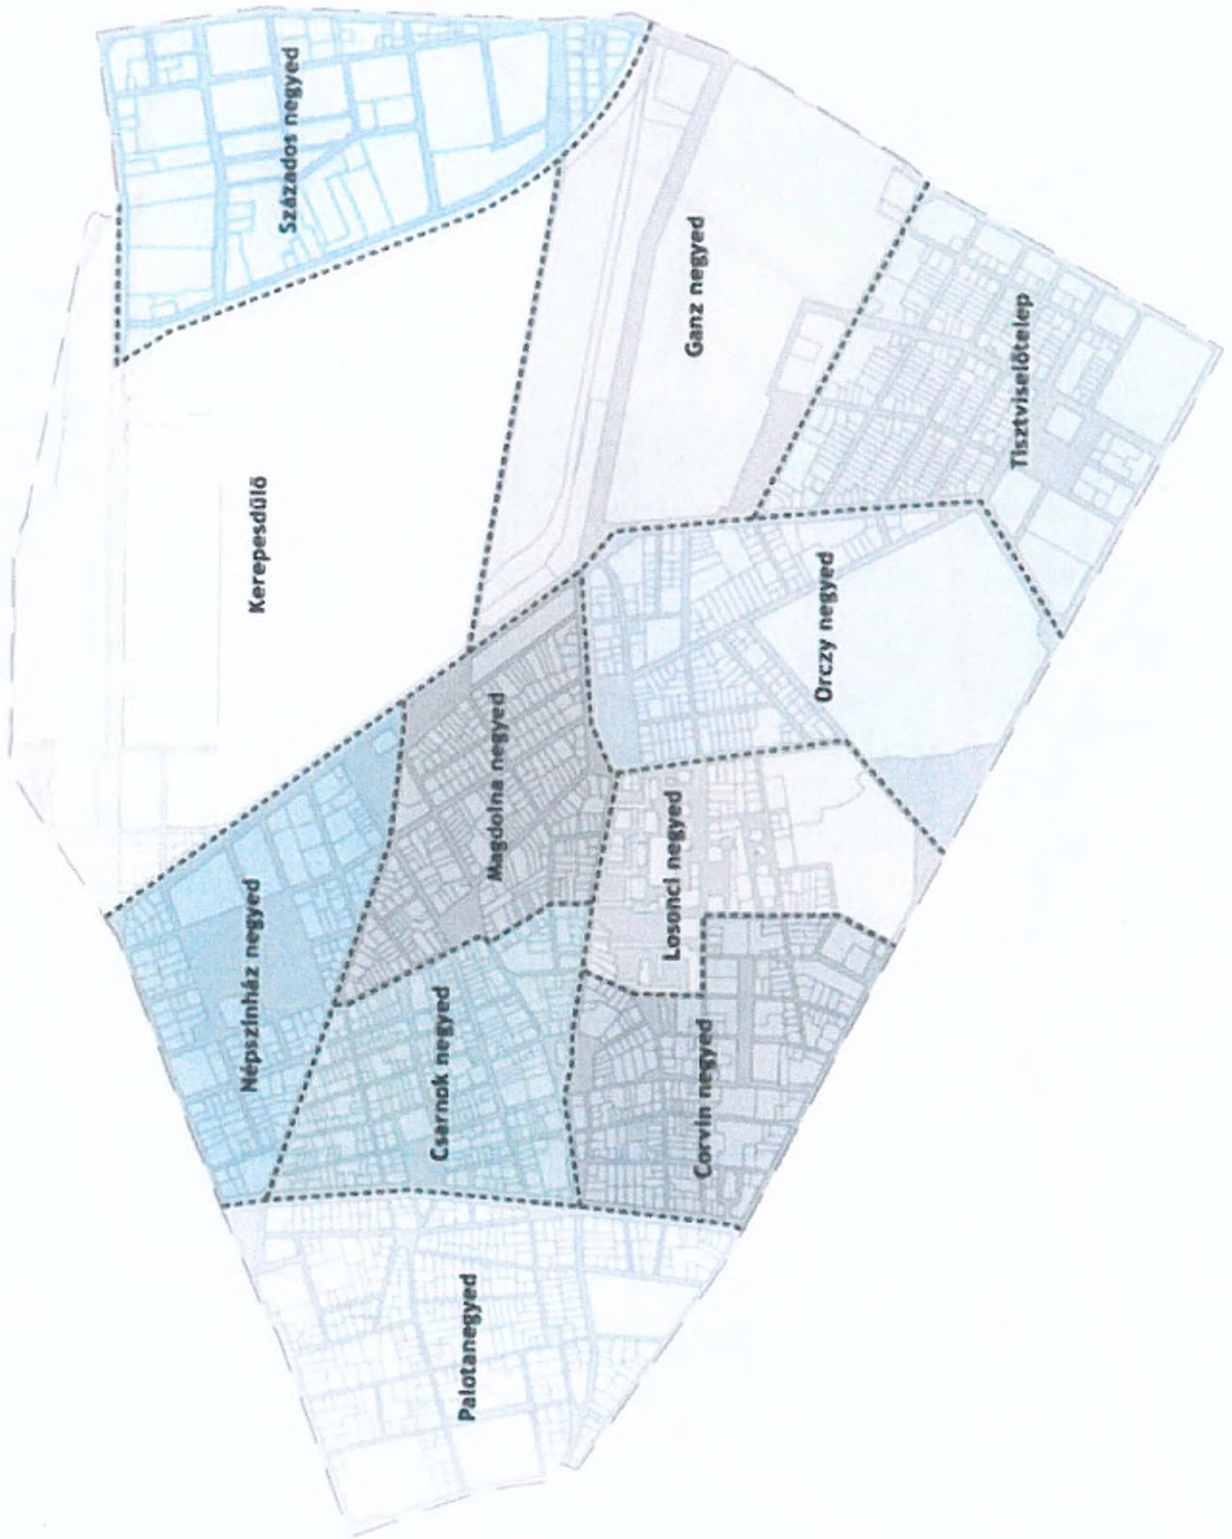 Százados negyed
Kerepesdűlő
Ganz negyed
Tisztviselőtelep
Népszínház negyed
Magdolna negyed
Orczy negyed
Csarnok negyed
Losonci negyed
Corvin negyed
Palotanegyed